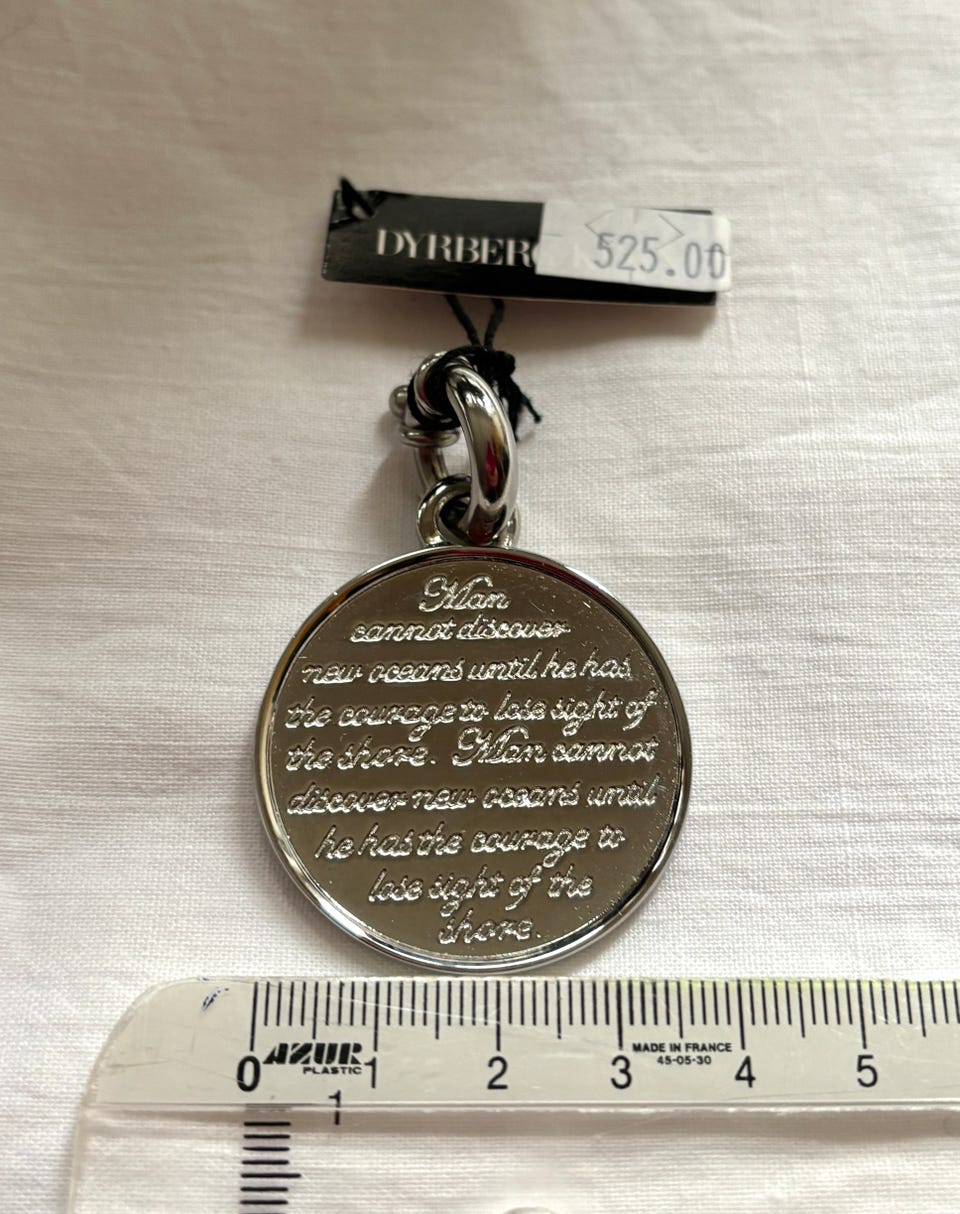 DYRBER
525.00
Man
cannot discover
new oceans until he has
the courage to lose sight of
the shore. Man cannot
discover new oceans until
he has the courage to
lose sight of the
shore.
MADE IN FRANCE
45-05-30
AZUR
PLASTIC
0 1 2 3 4 5
1